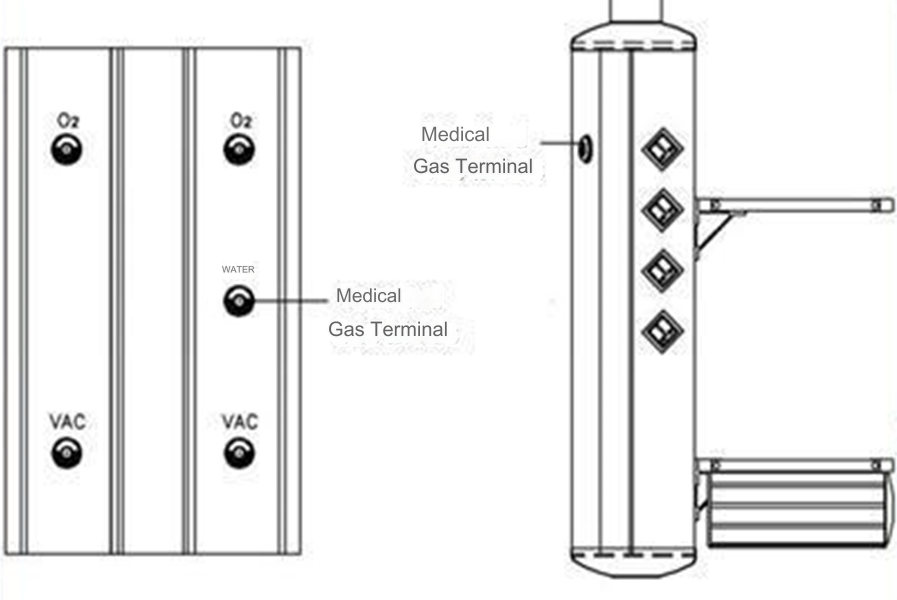 O2
O2
Medical
Gas Terminal
WATER
Medical
Gas Terminal
VAC
VAC